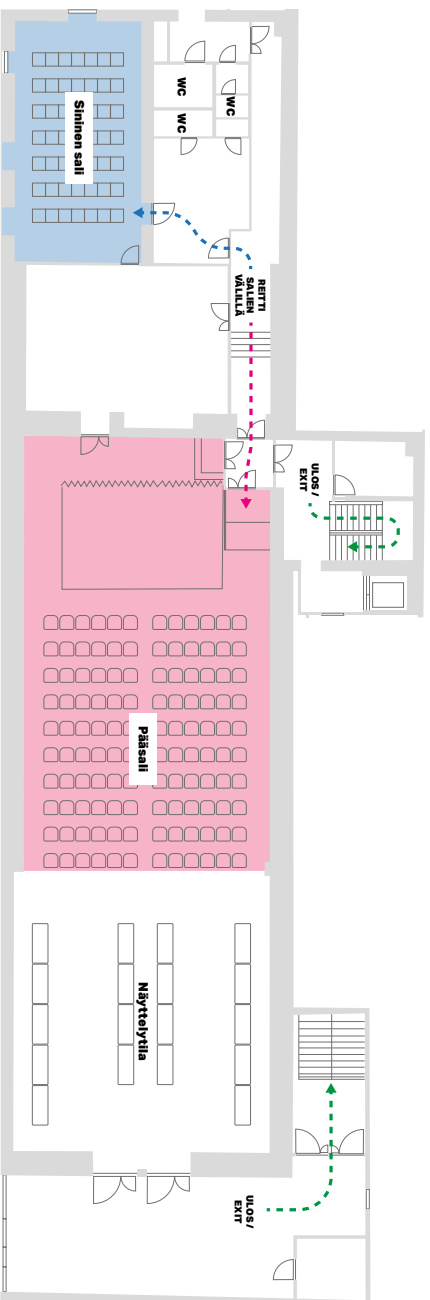 Sininen sali
WC
WC
WC
REITTI
SALIEN
VÄLILLÄ
ULOS /
EXIT
Pääsali
Näyttelytila
ULOS /
EXIT